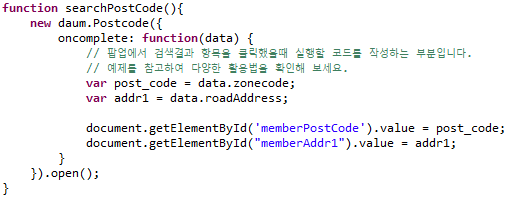 function searchPostCode(){
    new daum.Postcode({
        oncomplete: function(data) {
            // 팝업에서 검색결과 항목을 클릭했을때 실행할 코드를 작성하는 부분입니다.
            // 예제를 참고하여 다양한 활용법을 확인해 보세요.
            var post_code = data.zonecode;
            var addr1 = data.roadAddress;

            document.getElementById('memberPostCode').value = post_code;
            document.getElementById("memberAddr1").value = addr1;
        }
    }).open();
}